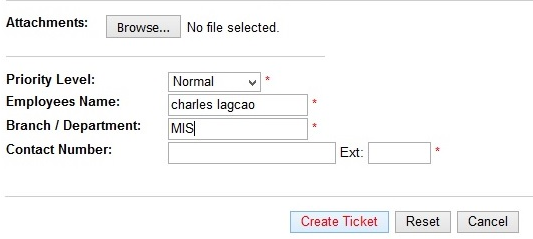 Attachments: Browse... No file selected.
Priority Level: Normal *
Employees Name: charles lagcao *
Branch / Department: MIS *
Contact Number: Ext: *
Create Ticket Reset Cancel